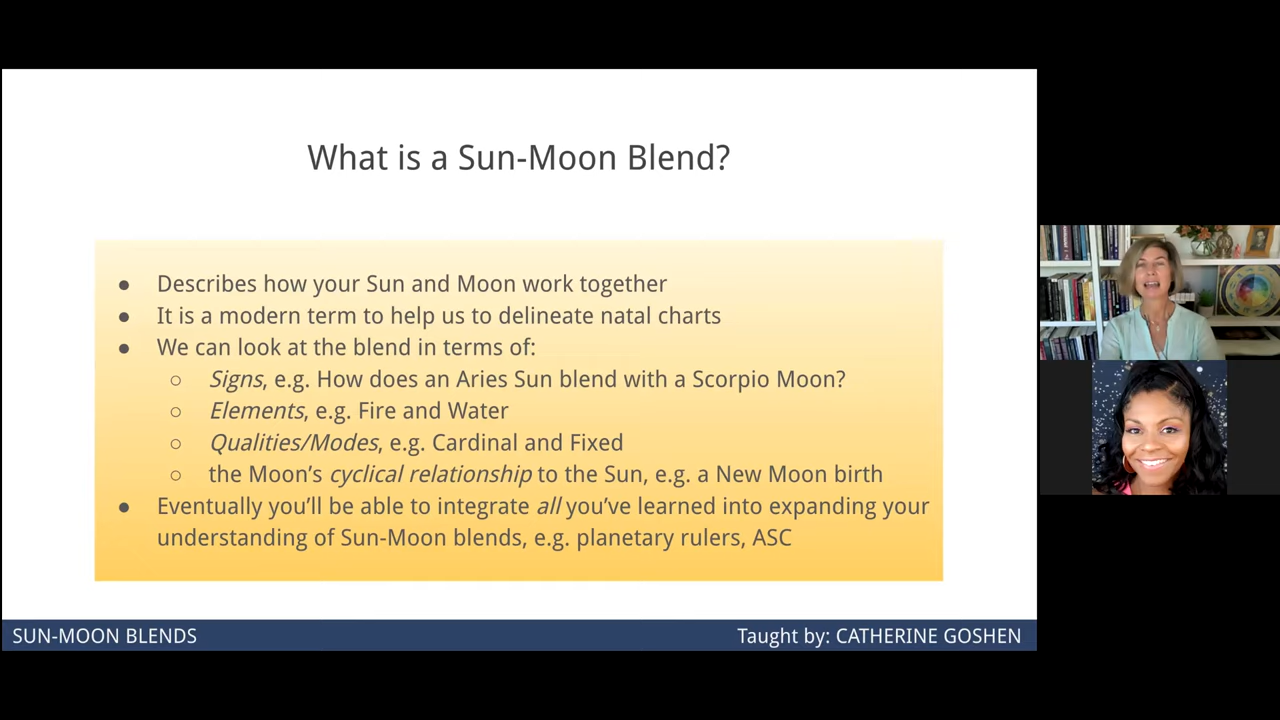 What is a Sun-Moon Blend?
● Describes how your Sun and Moon work together
● It is a modern term to help us to delineate natal charts
● We can look at the blend in terms of:
○ Signs, e.g. How does an Aries Sun blend with a Scorpio Moon?
○ Elements, e.g. Fire and Water
○ Qualities/Modes, e.g. Cardinal and Fixed
○ the Moon’s cyclical relationship to the Sun, e.g. a New Moon birth
● Eventually you’ll be able to integrate all you’ve learned into expanding your
understanding of Sun-Moon blends, e.g. planetary rulers, ASC
SUN-MOON BLENDS
Taught by: CATHERINE GOSHEN